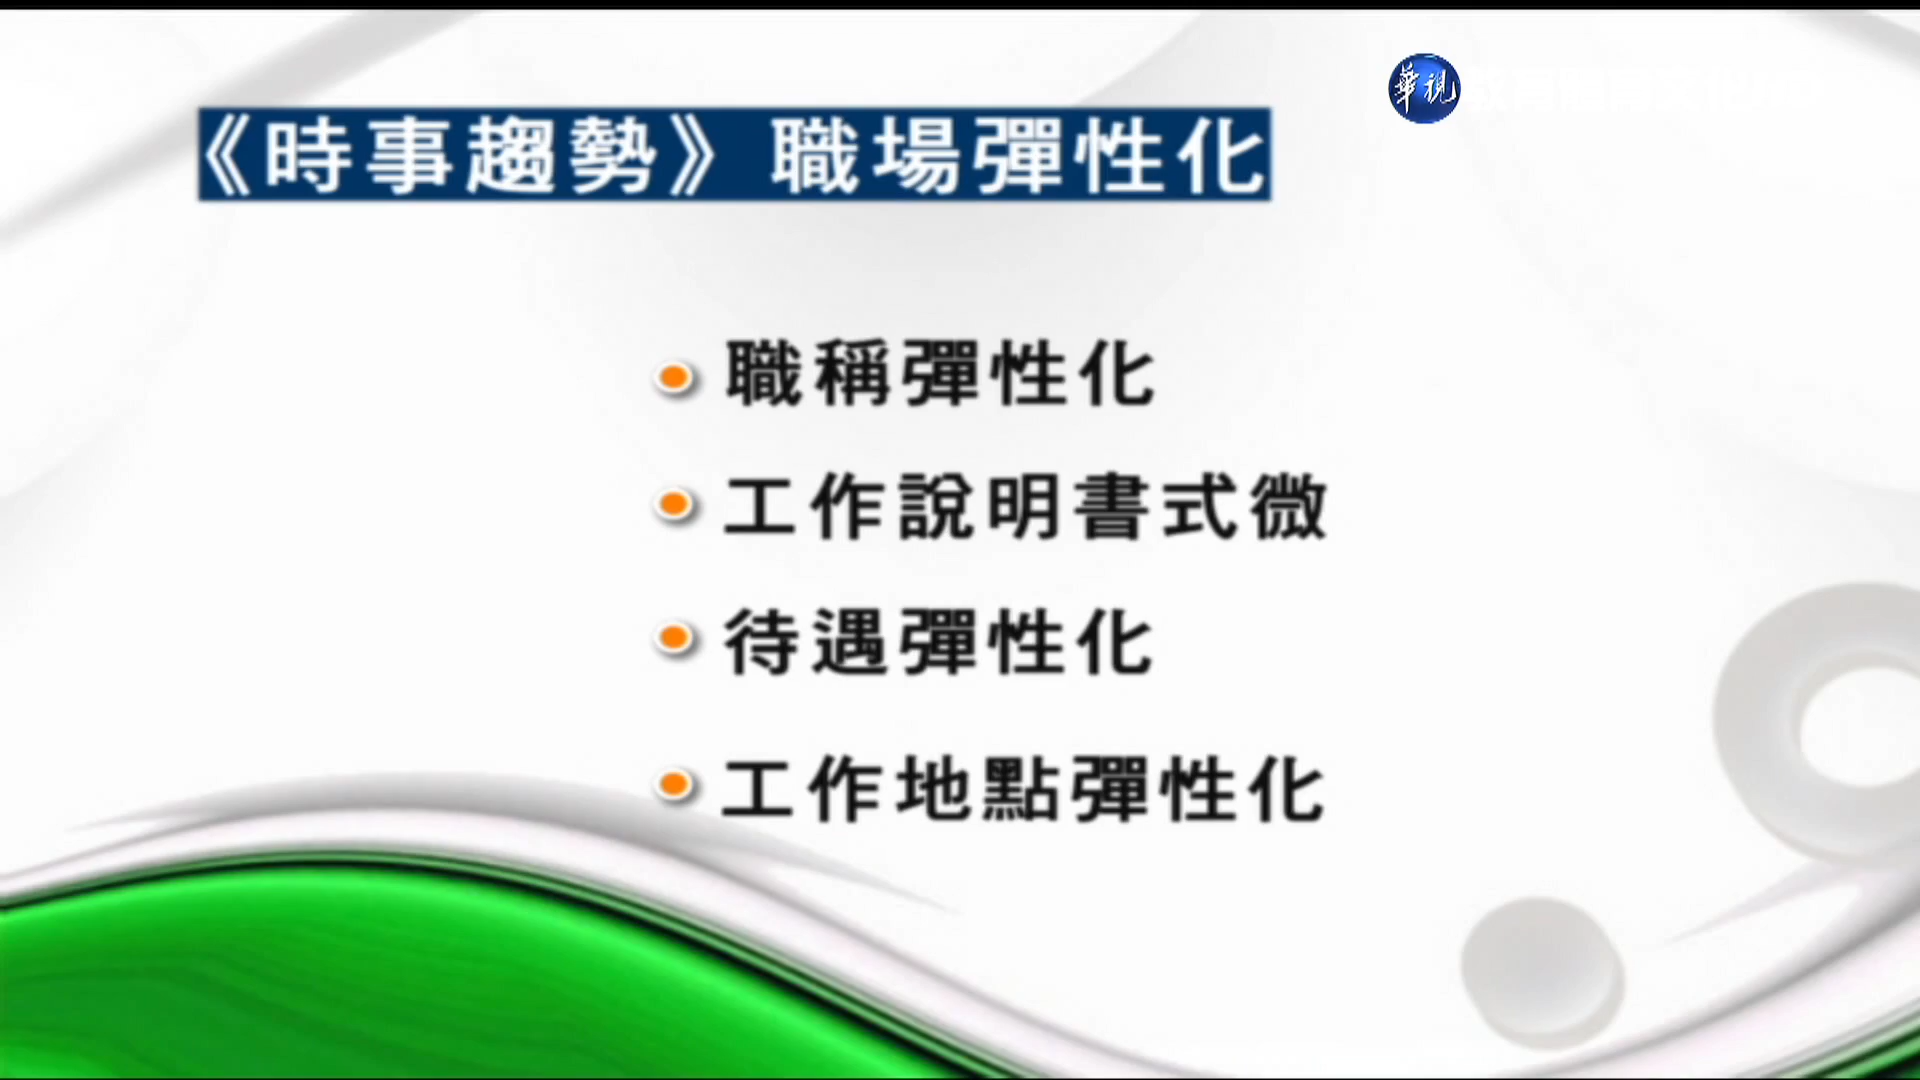 華視
《時事趨勢》職場彈性化
職稱彈性化
工作說明書式微
待遇彈性化
工作地點彈性化